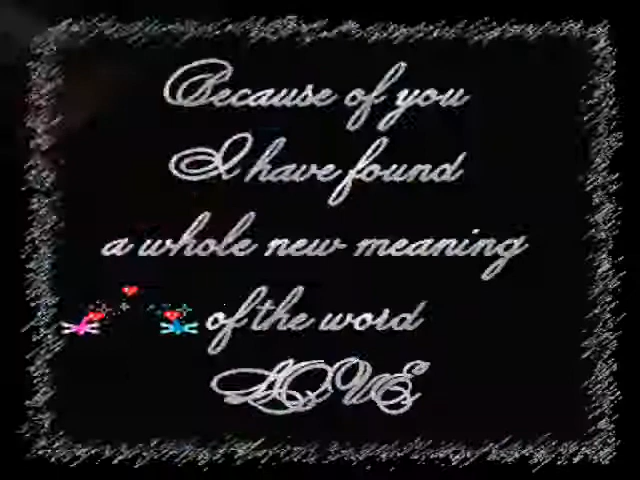 Because of you
I have found
a whole new meaning
of the word
LOVE